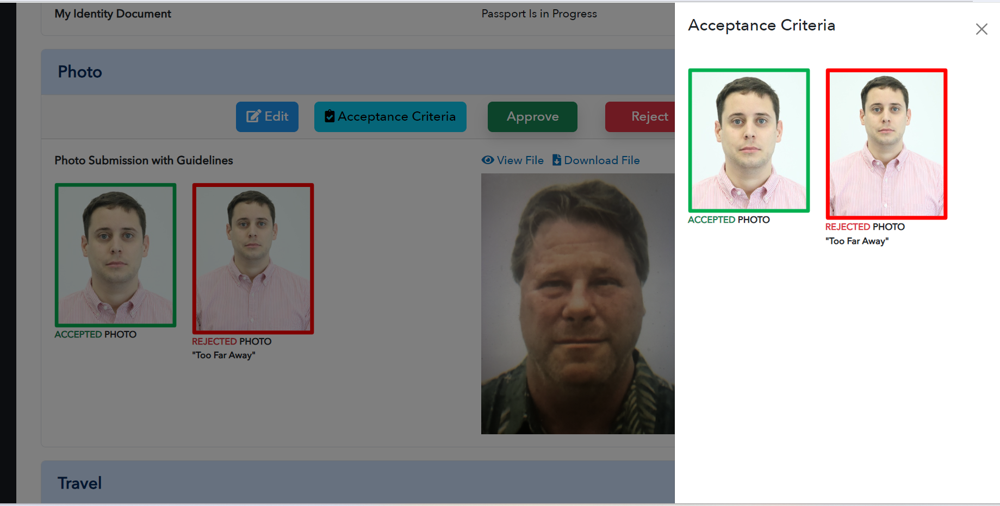 My Identity Document
Passport Is in Progress
Photo
Edit
Acceptance Criteria
Approve
Reject
Photo Submission with Guidelines
View File
Download File
ACCEPTED PHOTO
REJECTED PHOTO
"Too Far Away"
Travel
Acceptance Criteria
ACCEPTED PHOTO
REJECTED PHOTO
"Too Far Away"